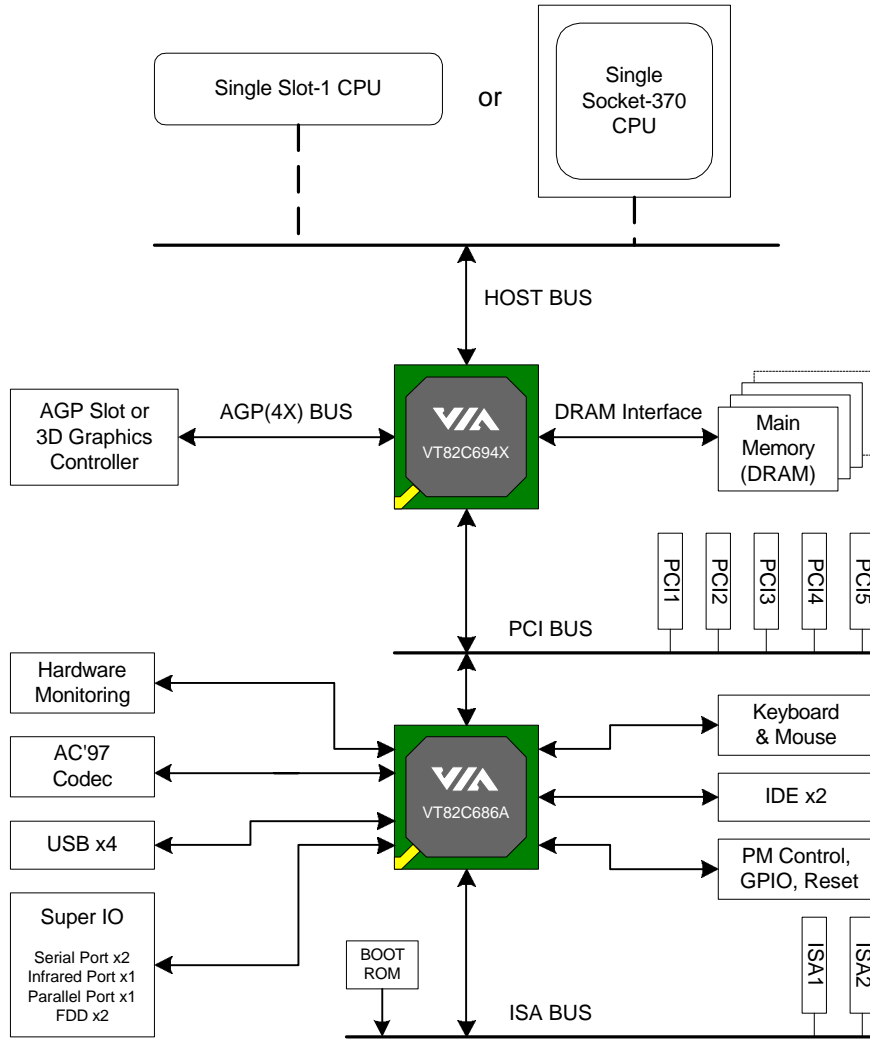 Single Slot-1 CPU
or
Single
Socket-370
CPU
HOST BUS
AGP Slot or
3D Graphics
Controller
AGP(4X) BUS
VIA
VT82C694X
DRAM Interface
Main
Memory
(DRAM)
PCI1
PCI2
PCI3
PCI4
PCI5
PCI BUS
Hardware
Monitoring
AC'97
Codec
USB x4
Super IO
Serial Port x2
Infrared Port x1
Parallel Port x1
FDD x2
VIA
VT82C686A
Keyboard
& Mouse
IDE x2
PM Control,
GPIO, Reset
BOOT
ROM
ISA1
ISA2
ISA BUS